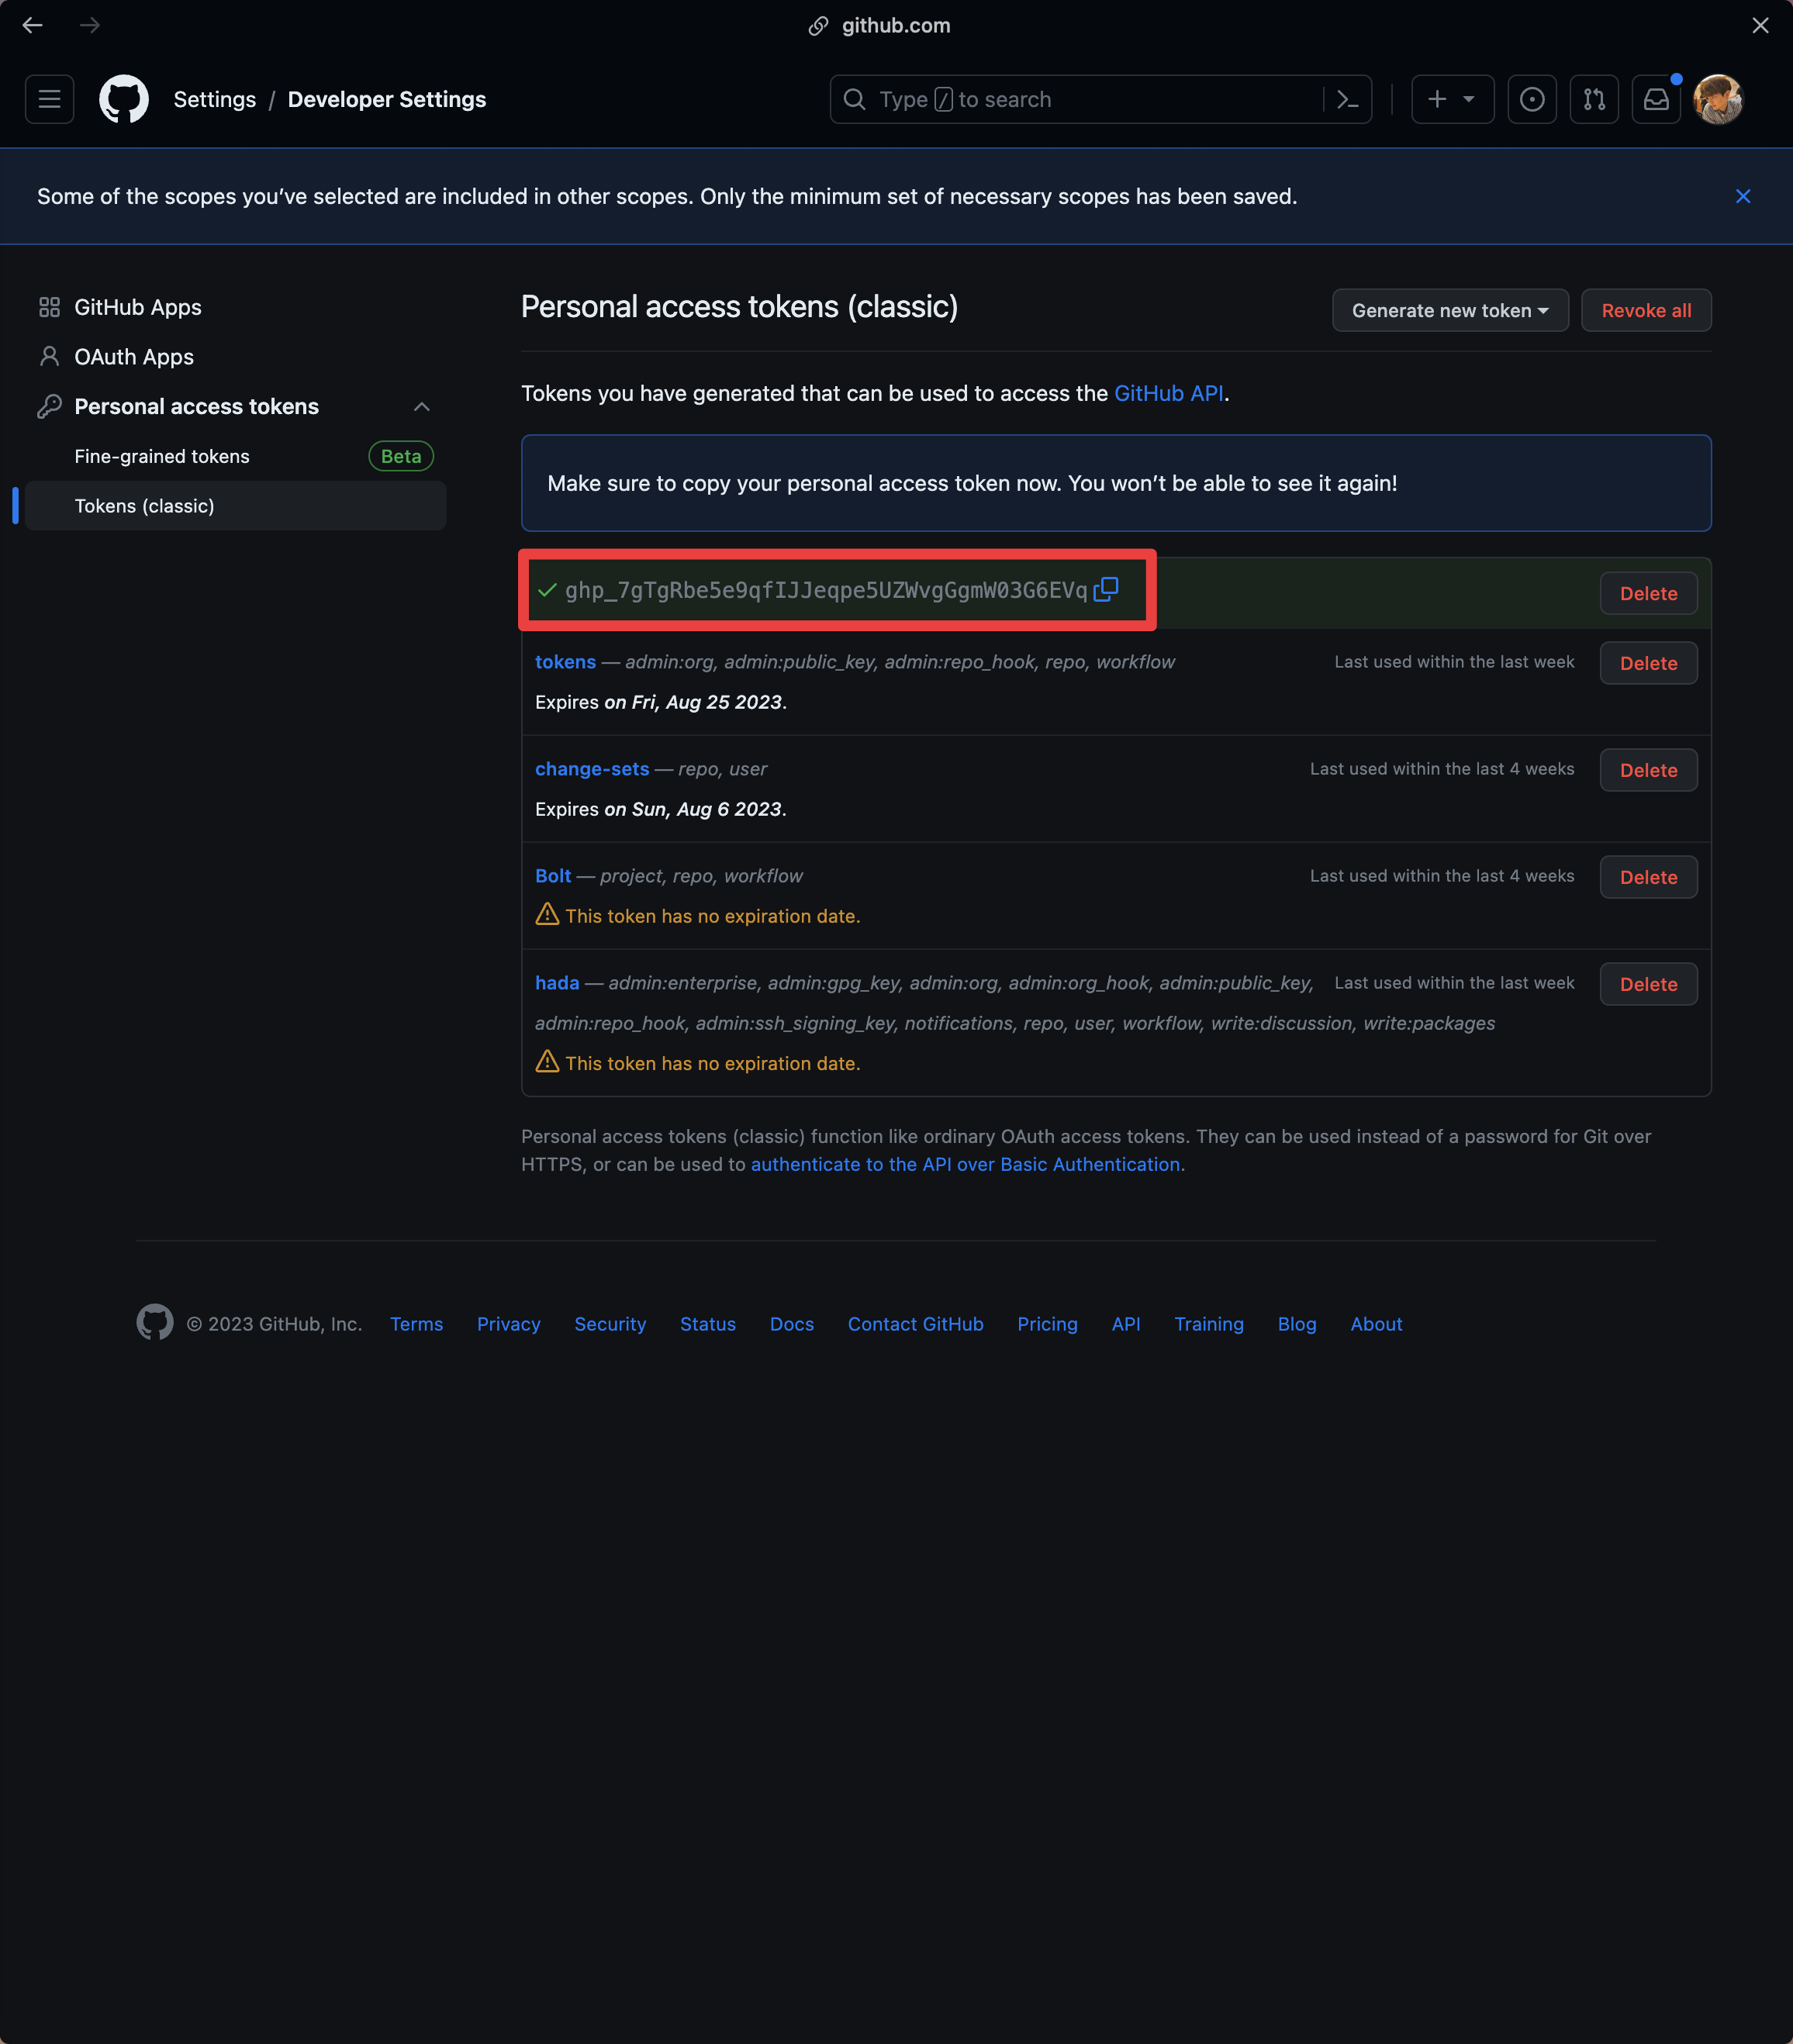 github.com
Settings / Developer Settings
Type / to search
Some of the scopes you’ve selected are included in other scopes. Only the minimum set of necessary scopes has been saved.
GitHub Apps
OAuth Apps
Personal access tokens
Fine-grained tokens Beta
Tokens (classic)
Personal access tokens (classic)
Generate new token
Revoke all
Tokens you have generated that can be used to access the GitHub API.
Make sure to copy your personal access token now. You won’t be able to see it again!
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 Delete
tokens — admin:org, admin:public_key, admin:repo_hook, repo, workflow Last used within the last week Delete
Expires on Fri, Aug 25 2023.
change-sets — repo, user Last used within the last 4 weeks Delete
Expires on Sun, Aug 6 2023.
Bolt — project, repo, workflow Last used within the last 4 weeks Delete
This token has no expiration date.
hada — admin:enterprise, admin:gpg_key, admin:org, admin:org_hook, admin:public_key, Last used within the last week Delete
admin:repo_hook, admin:ssh_signing_key, notifications, repo, user, workflow, write:discussion, write:packages
This token has no expiration date.
Personal access tokens (classic) function like ordinary OAuth access tokens. They can be used instead of a password for Git over
HTTPS, or can be used to authenticate to the API over Basic Authentication.
© 2023 GitHub, Inc. Terms Privacy Security Status Docs Contact GitHub Pricing API Training Blog About